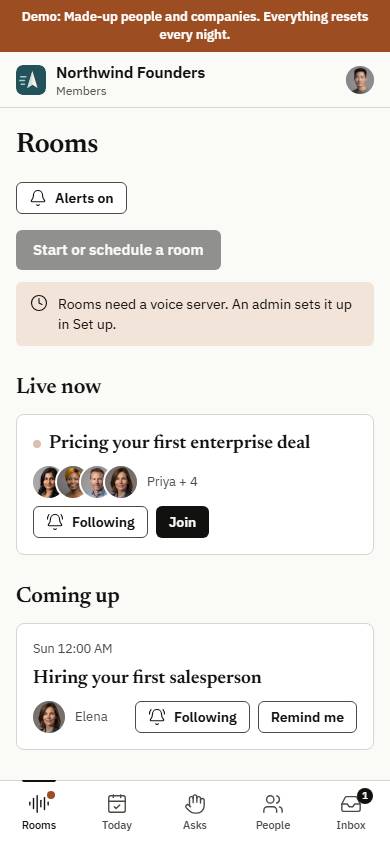 Demo: Made-up people and companies. Everything resets
every night.
Northwind Founders
Members
Rooms
Alerts on
Start or schedule a room
Rooms need a voice server. An admin sets it up
in Set up.
Live now
Pricing your first enterprise deal
Priya + 4
Following
Join
Coming up
Sun 12:00 AM
Hiring your first salesperson
Elena
Following
Remind me
1
Rooms
Today
Asks
People
Inbox